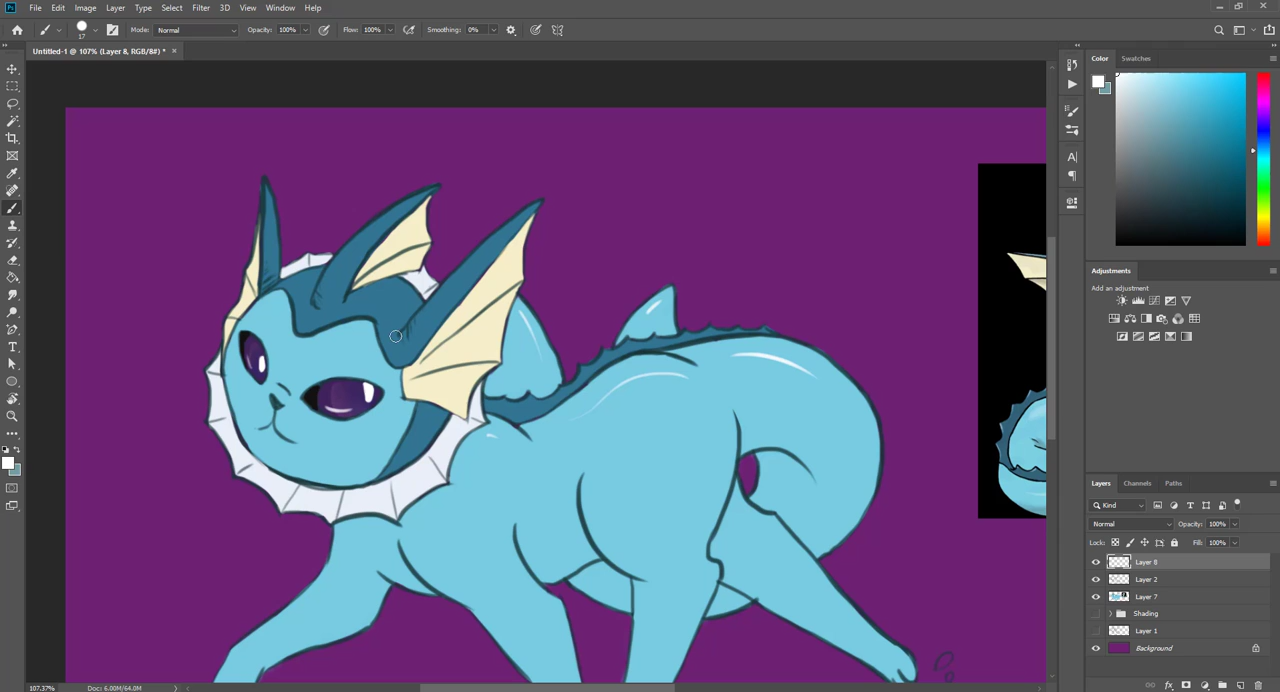 Ps File Edit Image Layer Type Select Filter 3D View Window Help
17 Mode: Normal Opacity: 100% Flow: 100% Smoothing: 0%
Untitled-1 @ 107% (Layer 8, RGB/8#) * ×
Color Swatches
Adjustments
Add an adjustment
Layers Channels Paths
Kind
Normal Opacity: 100%
Lock: Fill: 100%
Layer 8
Layer 2
Layer 7
Shading
Layer 1
Background
107.37% Doc: 6.00M/64.0M